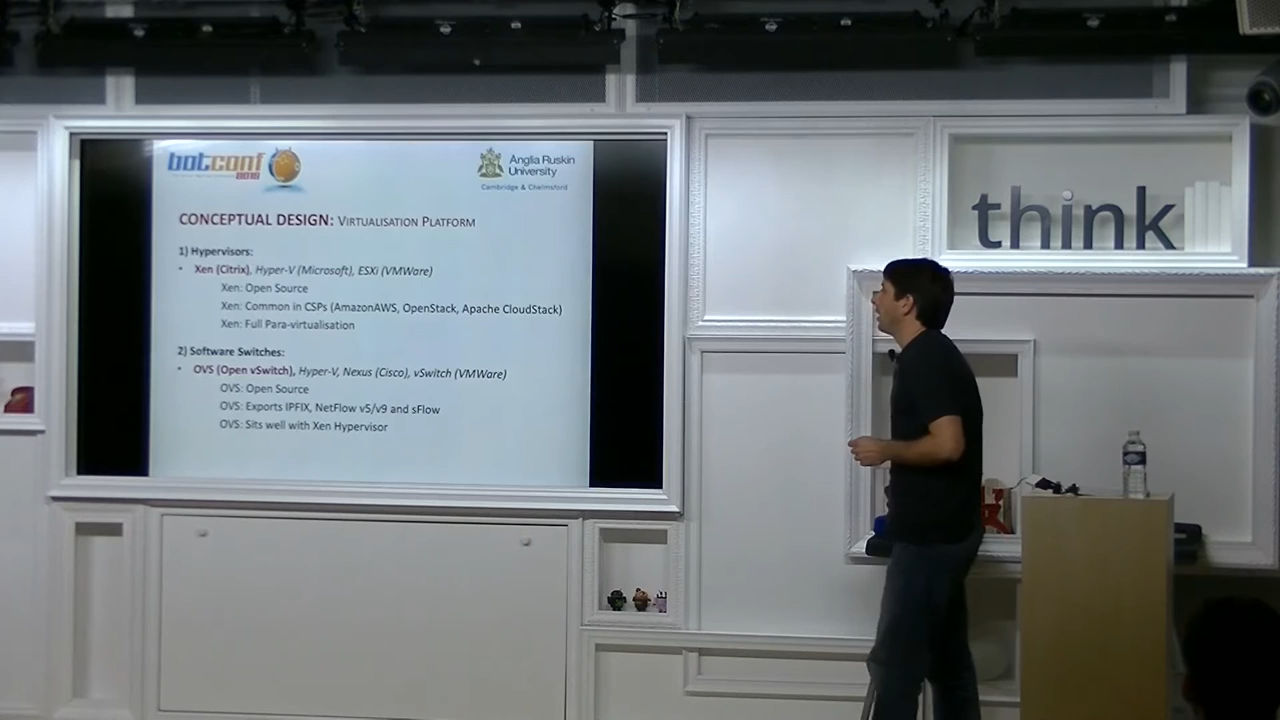 botconf
2015
Anglia Ruskin
University
Cambridge & Chelmsford
CONCEPTUAL DESIGN: VIRTUALISATION PLATFORM
1) Hypervisors:
• Xen (Citrix), Hyper-V (Microsoft), ESXi (VMWare)
Xen: Open Source
Xen: Common in CSPs (AmazonAWS, OpenStack, Apache CloudStack)
Xen: Full Para-virtualisation
2) Software Switches:
• OVS (Open vSwitch), Hyper-V, Nexus (Cisco), vSwitch (VMWare)
OVS: Open Source
OVS: Exports IPFIX, NetFlow v5/v9 and sFlow
OVS: Sits well with Xen Hypervisor
think